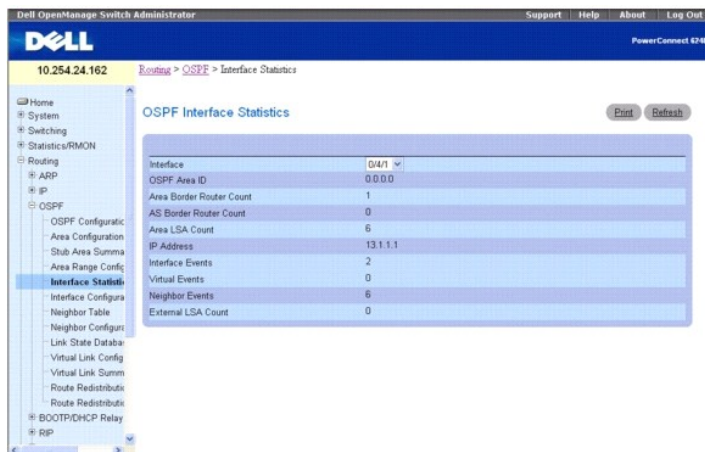 Dell OpenManage Switch Administrator
Support Help About Log Out
DELL
PowerConnect 6248
10.254.24.162
Routing > OSPF > Interface Statistics
Home
System
Switching
Statistics/RMON
Routing
ARP
IP
OSPF
OSPF Configuratic
Area Configuration
Stub Area Summa
Area Range Config
Interface Statistic
Interface Configura
Neighbor Table
Neighbor Configura
Link State Databa
Virtual Link Config
Virtual Link Summ
Route Redistributic
Route Redistributic
BOOTP/DHCP Relay
RIP
OSPF Interface Statistics
Print Refresh
Interface 0/4/1
OSPF Area ID 0.0.0.0
Area Border Router Count 1
AS Border Router Count 0
Area LSA Count 6
IP Address 13.1.1.1
Interface Events 2
Virtual Events 0
Neighbor Events 6
External LSA Count 0